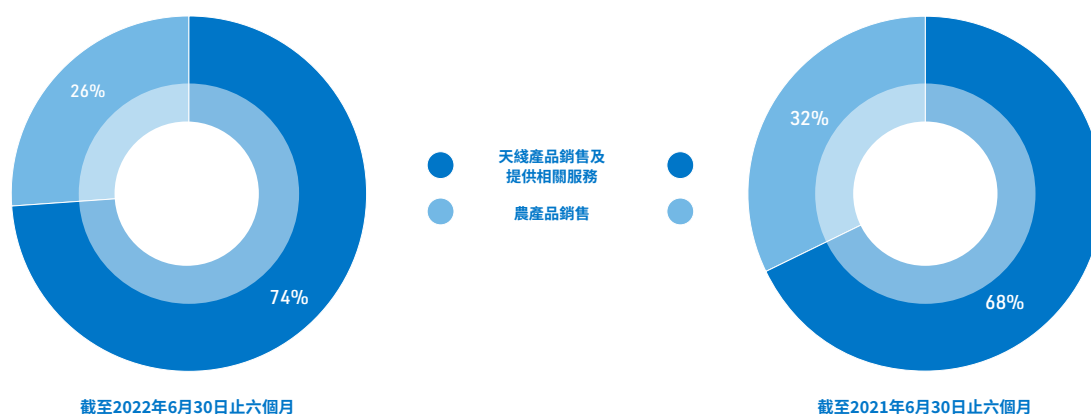 26%
74%
截至2022年6月30日止六個月
天綫產品銷售及
提供相關服務
農產品銷售
32%
68%
截至2021年6月30日止六個月